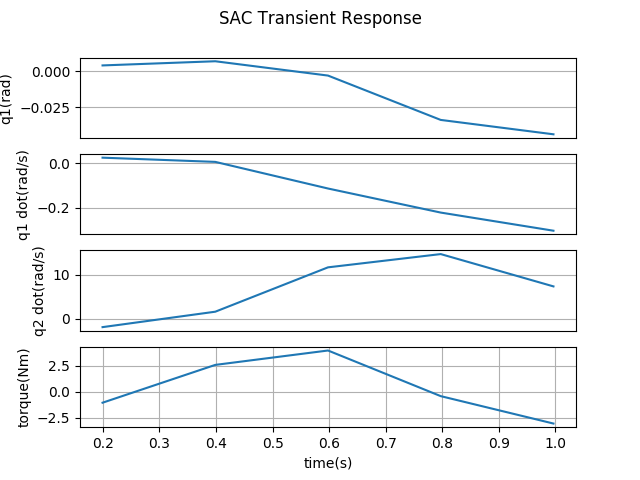 SAC Transient Response
0.000
−0.025
q1(rad)
0.0
−0.2
q1 dot(rad/s)
10
0
q2 dot(rad/s)
2.5
0.0
−2.5
torque(Nm)
0.2 0.3 0.4 0.5 0.6 0.7 0.8 0.9 1.0
time(s)